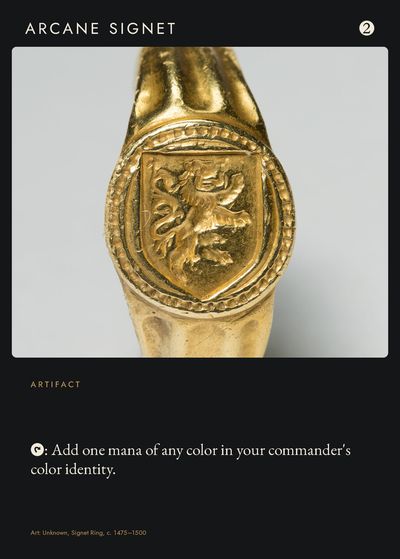 ARCANE SIGNET 2
ARTIFACT
: Add one mana of any color in your commander's
color identity.
Art: Unknown, Signet Ring, c. 1475–1500